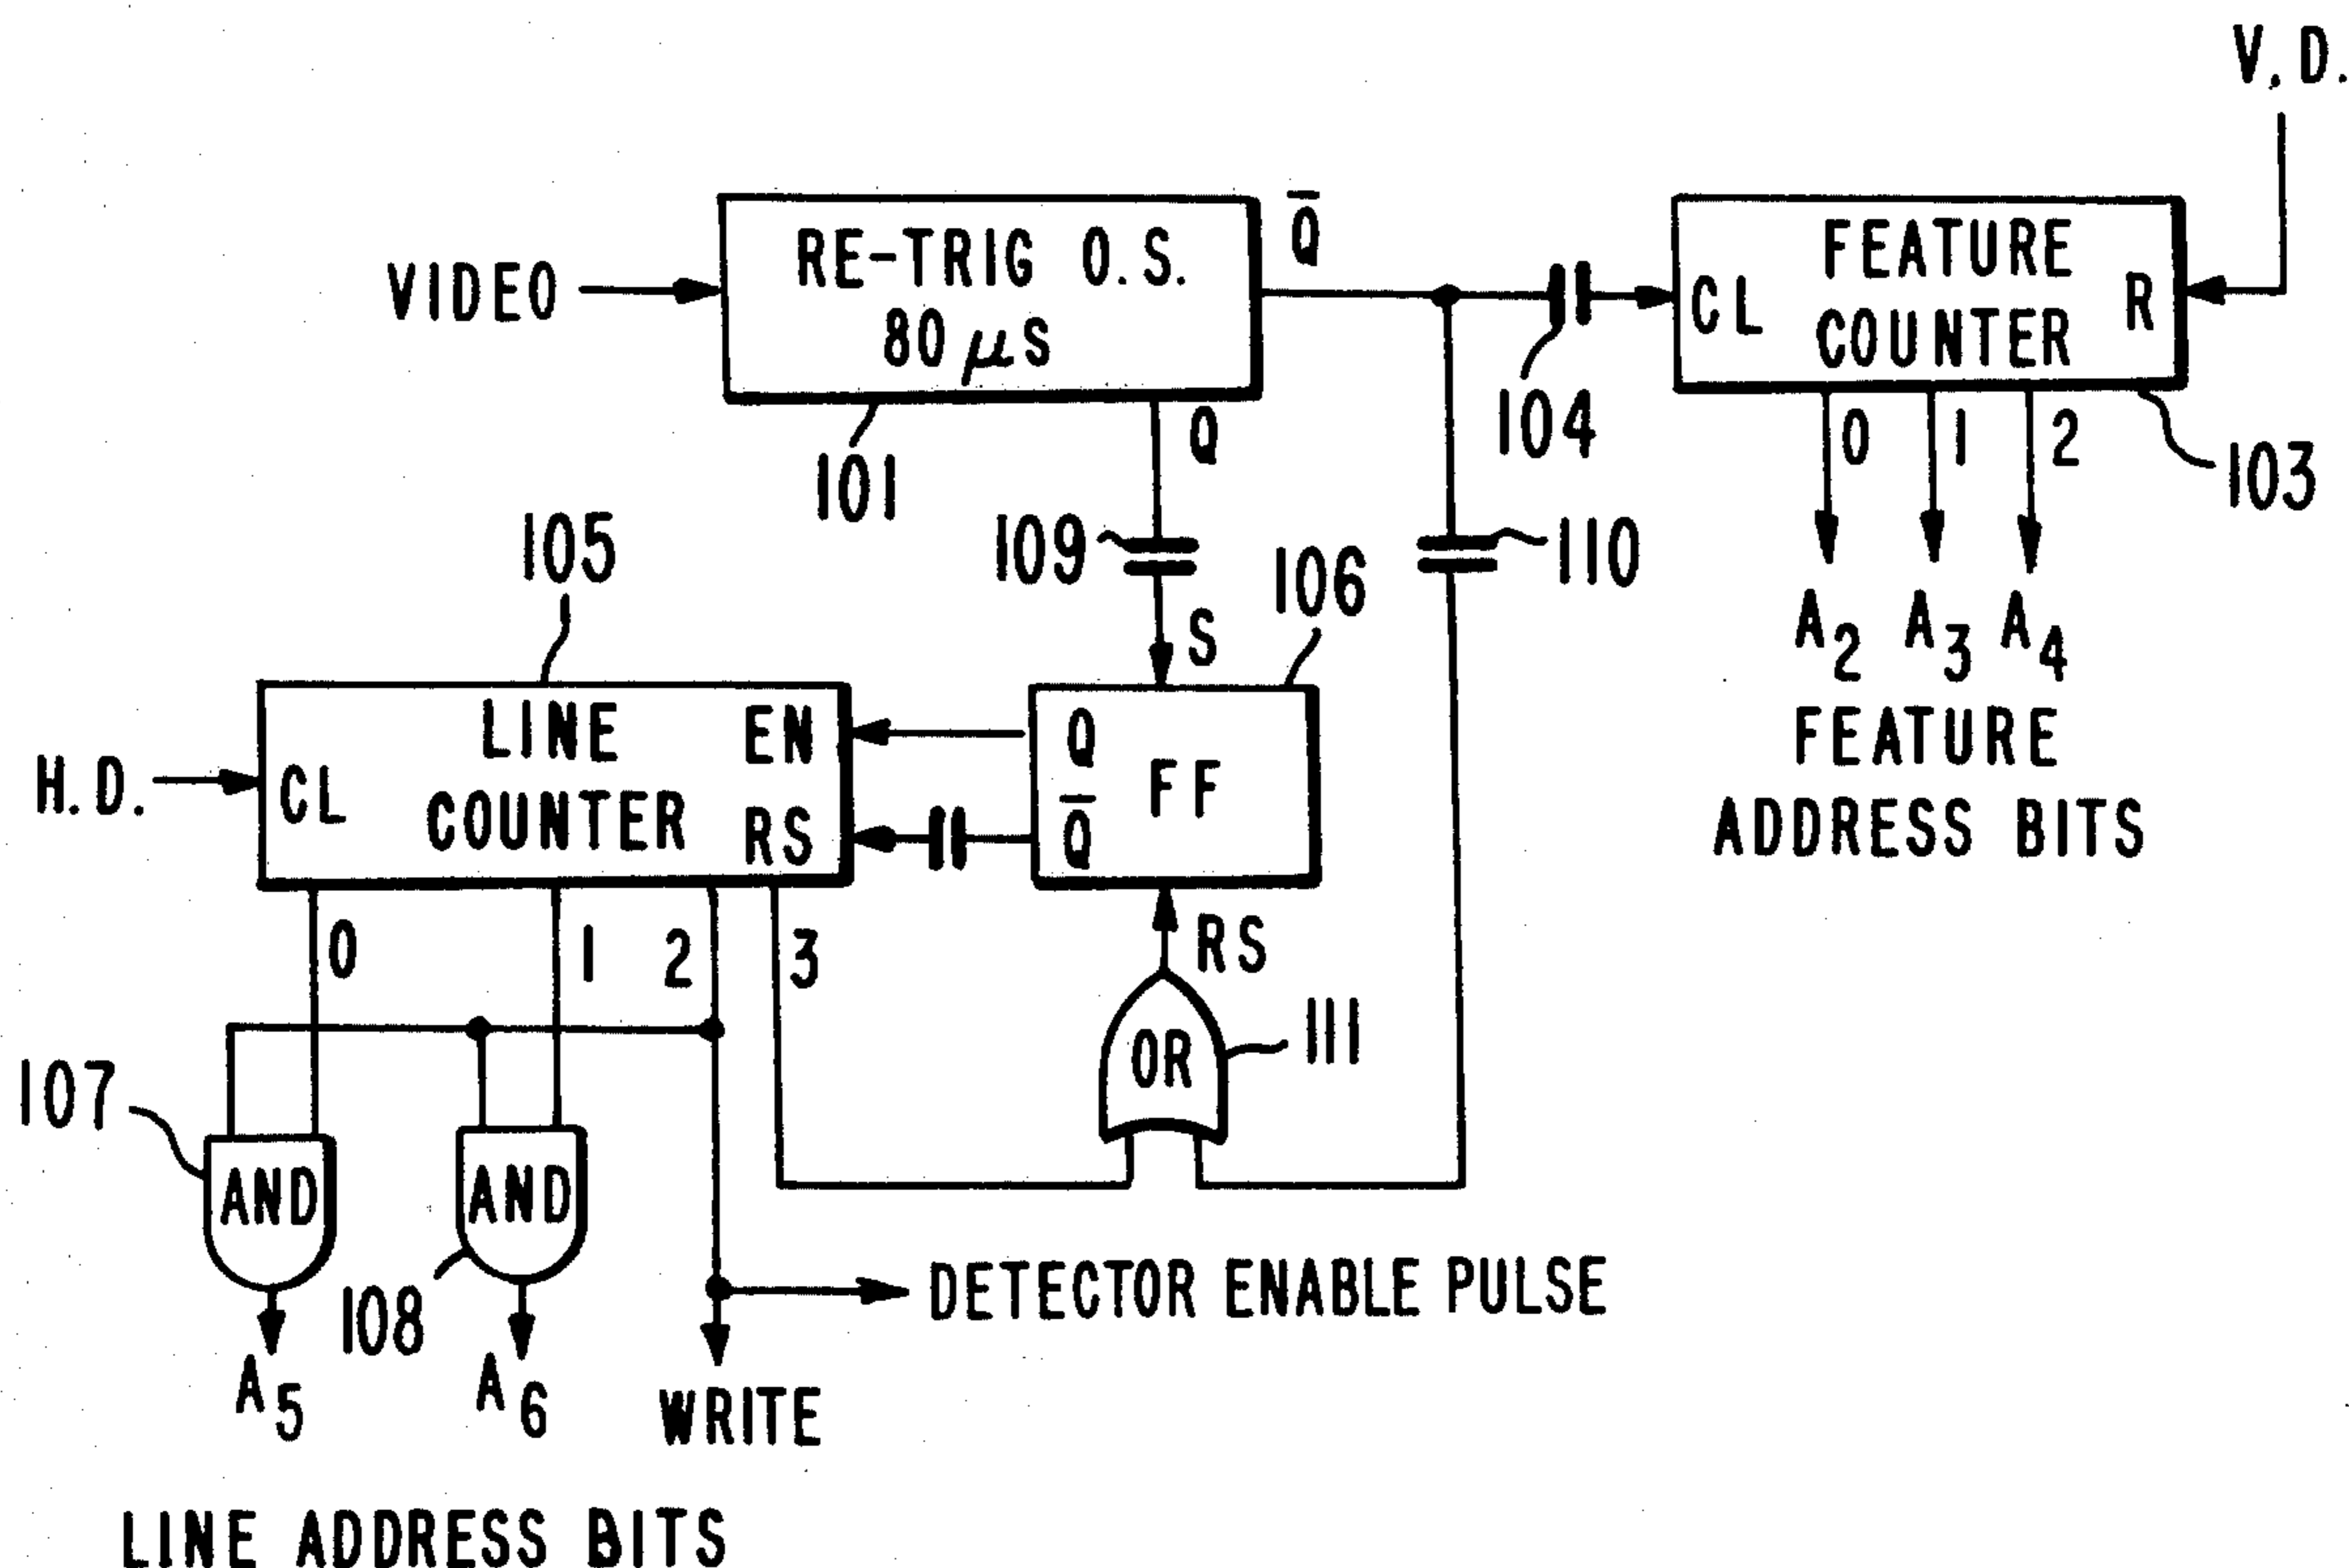 V.D.
Q̅
RE-TRIG O.S.
80 μs
VIDEO
FEATURE
COUNTER
CL
R
104
Q
0
1
2
103
101
105
109
106
110
S
A2 A3 A4
FEATURE
ADDRESS BITS
LINE
COUNTER
EN
RS
CL
H.D.
Q
Q̅
FF
0
1
2
3
RS
OR
111
107
AND
AND
108
DETECTOR ENABLE PULSE
A5
A6
WRITE
LINE ADDRESS BITS